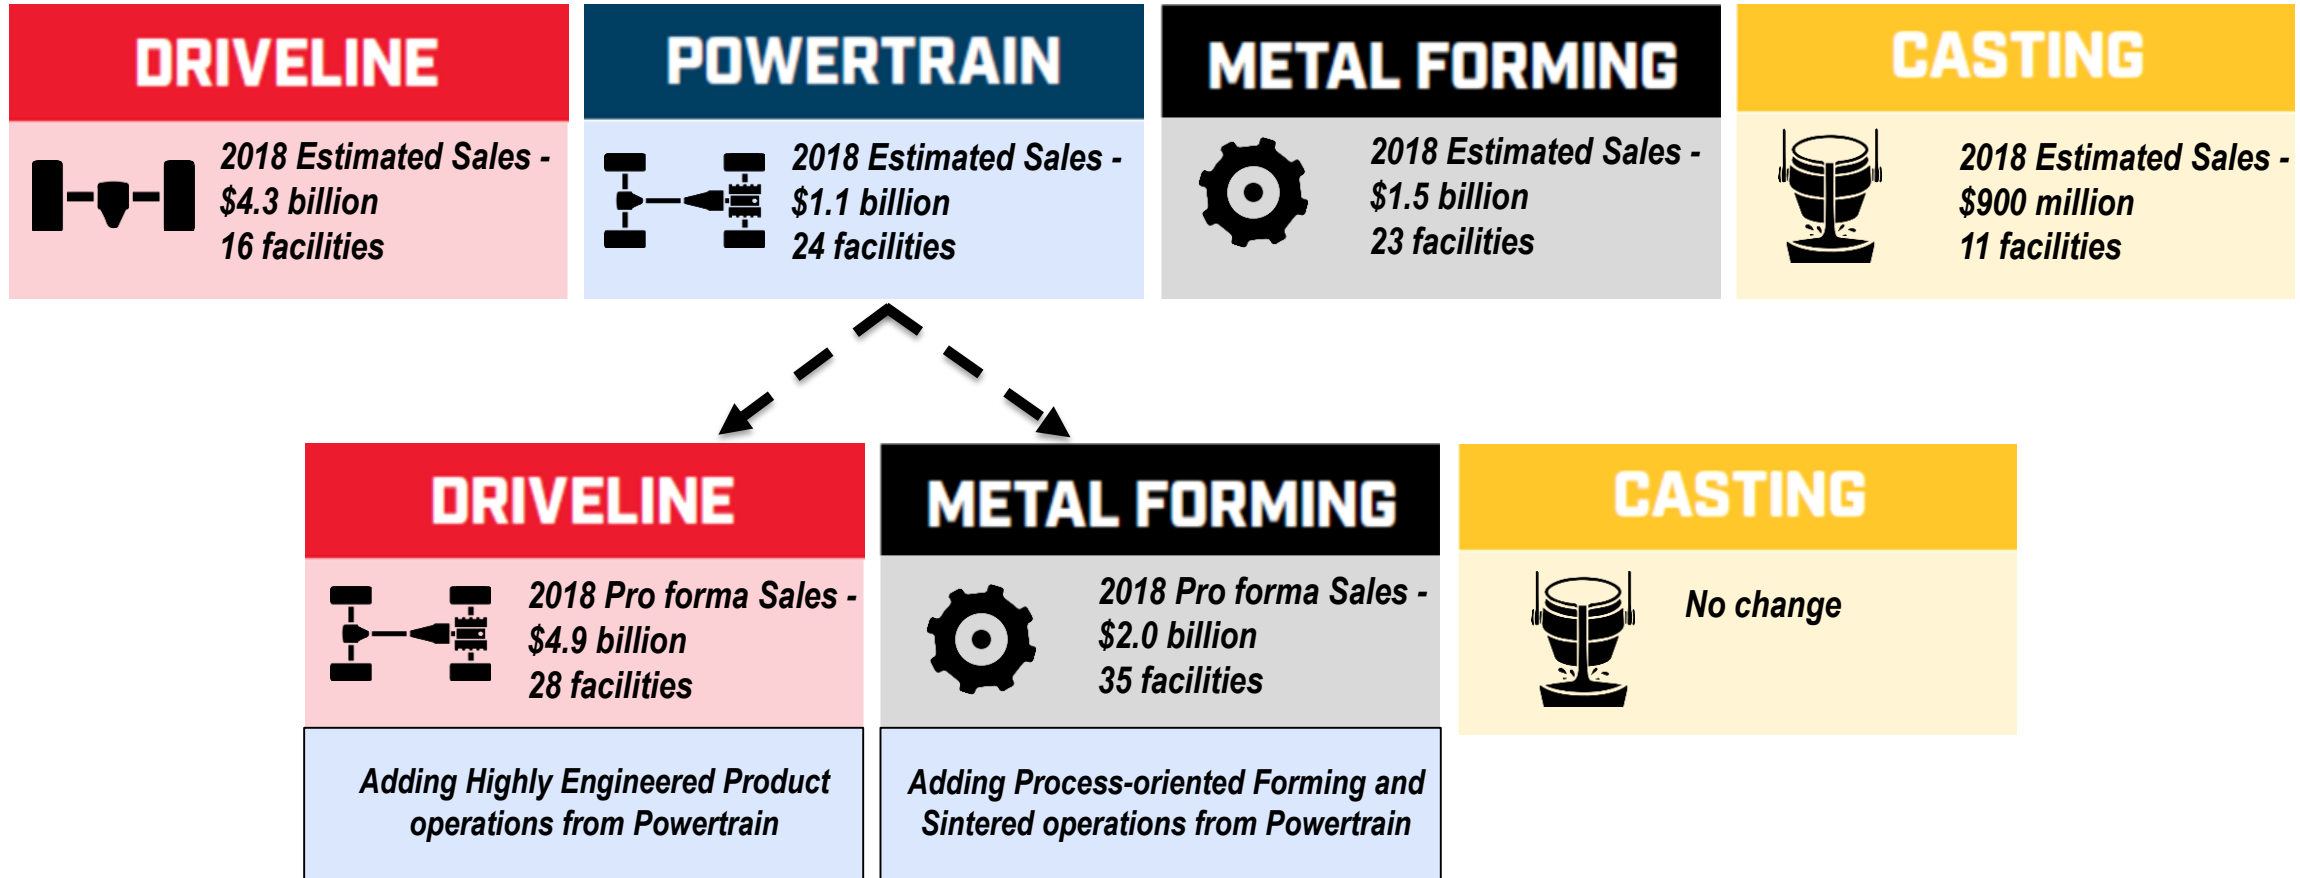 DRIVELINE
2018 Estimated Sales -
$4.3 billion
16 facilities
POWERTRAIN
2018 Estimated Sales -
$1.1 billion
24 facilities
METAL FORMING
2018 Estimated Sales -
$1.5 billion
23 facilities
CASTING
2018 Estimated Sales -
$900 million
11 facilities
DRIVELINE
2018 Pro forma Sales -
$4.9 billion
28 facilities
Adding Highly Engineered Product
operations from Powertrain
METAL FORMING
2018 Pro forma Sales -
$2.0 billion
35 facilities
Adding Process-oriented Forming and
Sintered operations from Powertrain
CASTING
No change